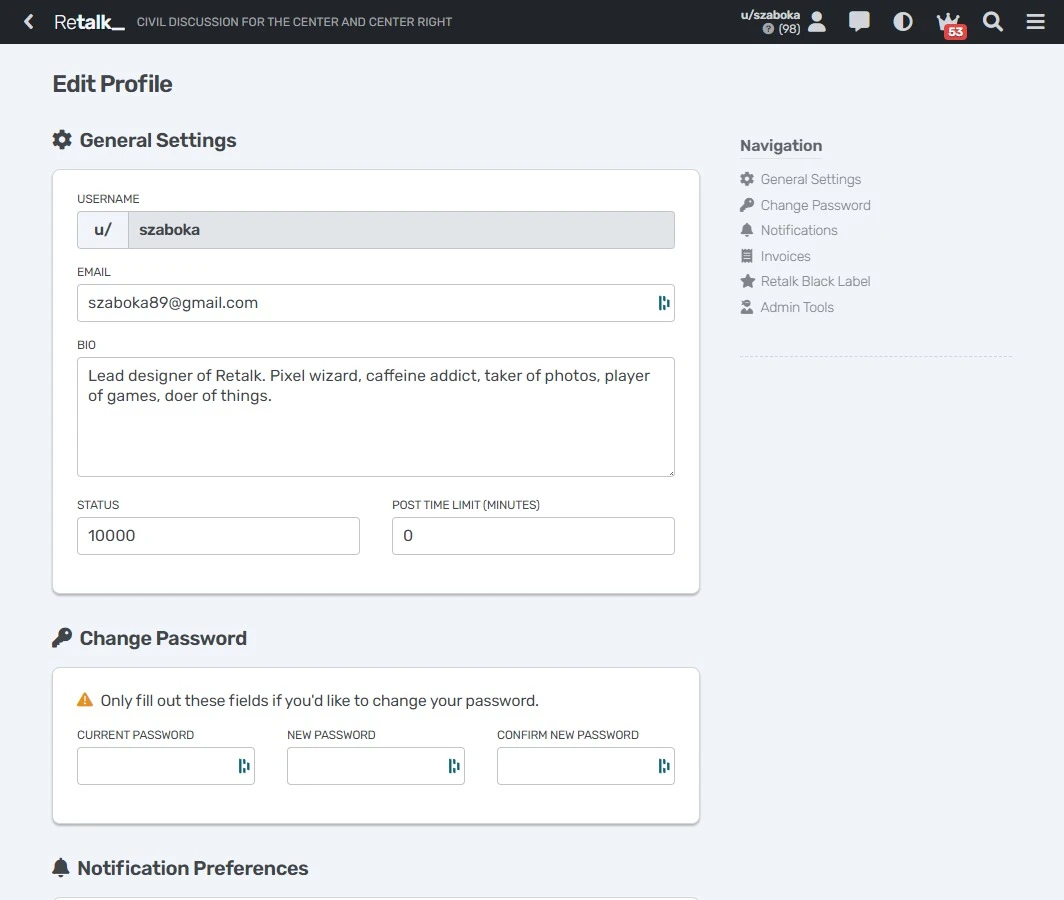 Retalk_ CIVIL DISCUSSION FOR THE CENTER AND CENTER RIGHT
u/szaboka
? (98)
53
Edit Profile
General Settings
USERNAME
u/ szaboka
EMAIL
szaboka89@gmail.com
BIO
Lead designer of Retalk. Pixel wizard, caffeine addict, taker of photos, player
of games, doer of things.
STATUS
10000
POST TIME LIMIT (MINUTES)
0
Change Password
Only fill out these fields if you'd like to change your password.
CURRENT PASSWORD
NEW PASSWORD
CONFIRM NEW PASSWORD
Notification Preferences
Navigation
General Settings
Change Password
Notifications
Invoices
Retalk Black Label
Admin Tools